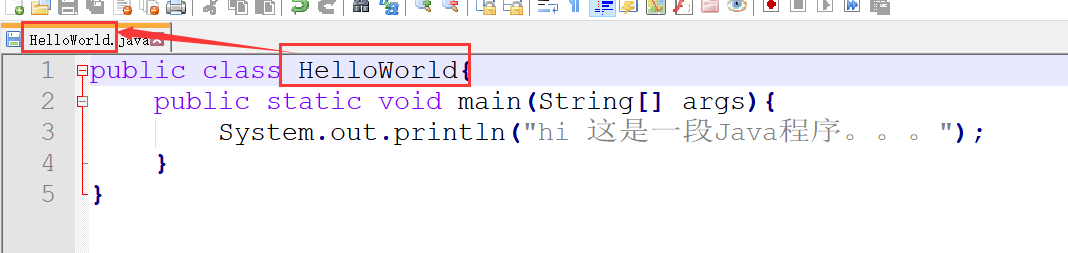 HelloWorld.java
1 public class HelloWorld{
2 public static void main(String[] args){
3 System.out.println("hi 这是一段Java程序。。。");
4 }
5 }